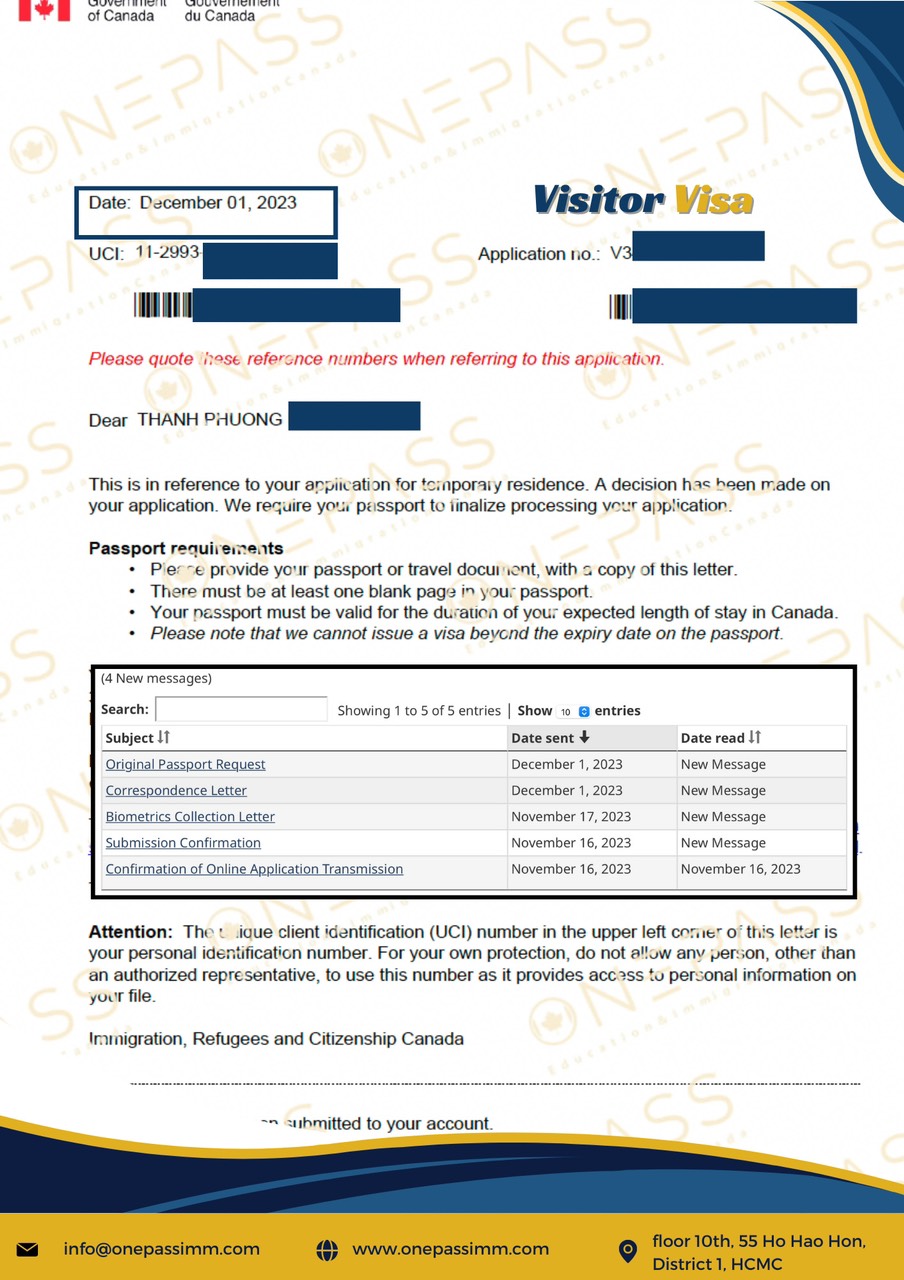 Government Gouvernement
of Canada du Canada
Date: December 01, 2023
Visitor Visa
UCI: 11-2993-
Application no.: V3
Please quote these reference numbers when referring to this application.
Dear THANH PHUONG
This is in reference to your application for temporary residence. A decision has been made on
your application. We require your passport to finalize processing your application.
Passport requirements
• Please provide your passport or travel document, with a copy of this letter.
• There must be at least one blank page in your passport.
• Your passport must be valid for the duration of your expected length of stay in Canada.
• Please note that we cannot issue a visa beyond the expiry date on the passport.
(4 New messages)
Search: Showing 1 to 5 of 5 entries | Show 10 entries
Subject Date sent Date read
Original Passport Request December 1, 2023 New Message
Correspondence Letter December 1, 2023 New Message
Biometrics Collection Letter November 17, 2023 New Message
Submission Confirmation November 16, 2023 New Message
Confirmation of Online Application Transmission November 16, 2023 November 16, 2023
Attention: The unique client identification (UCI) number in the upper left corner of this letter is
your personal identification number. For your own protection, do not allow any person, other than
an authorized representative, to use this number as it provides access to personal information on
your file.
Immigration, Refugees and Citizenship Canada
submitted to your account.
info@onepassimm.com
www.onepassimm.com
floor 10th, 55 Ho Hao Hon,
District 1, HCMC
ONEPASS
Education&ImmigrationCanada